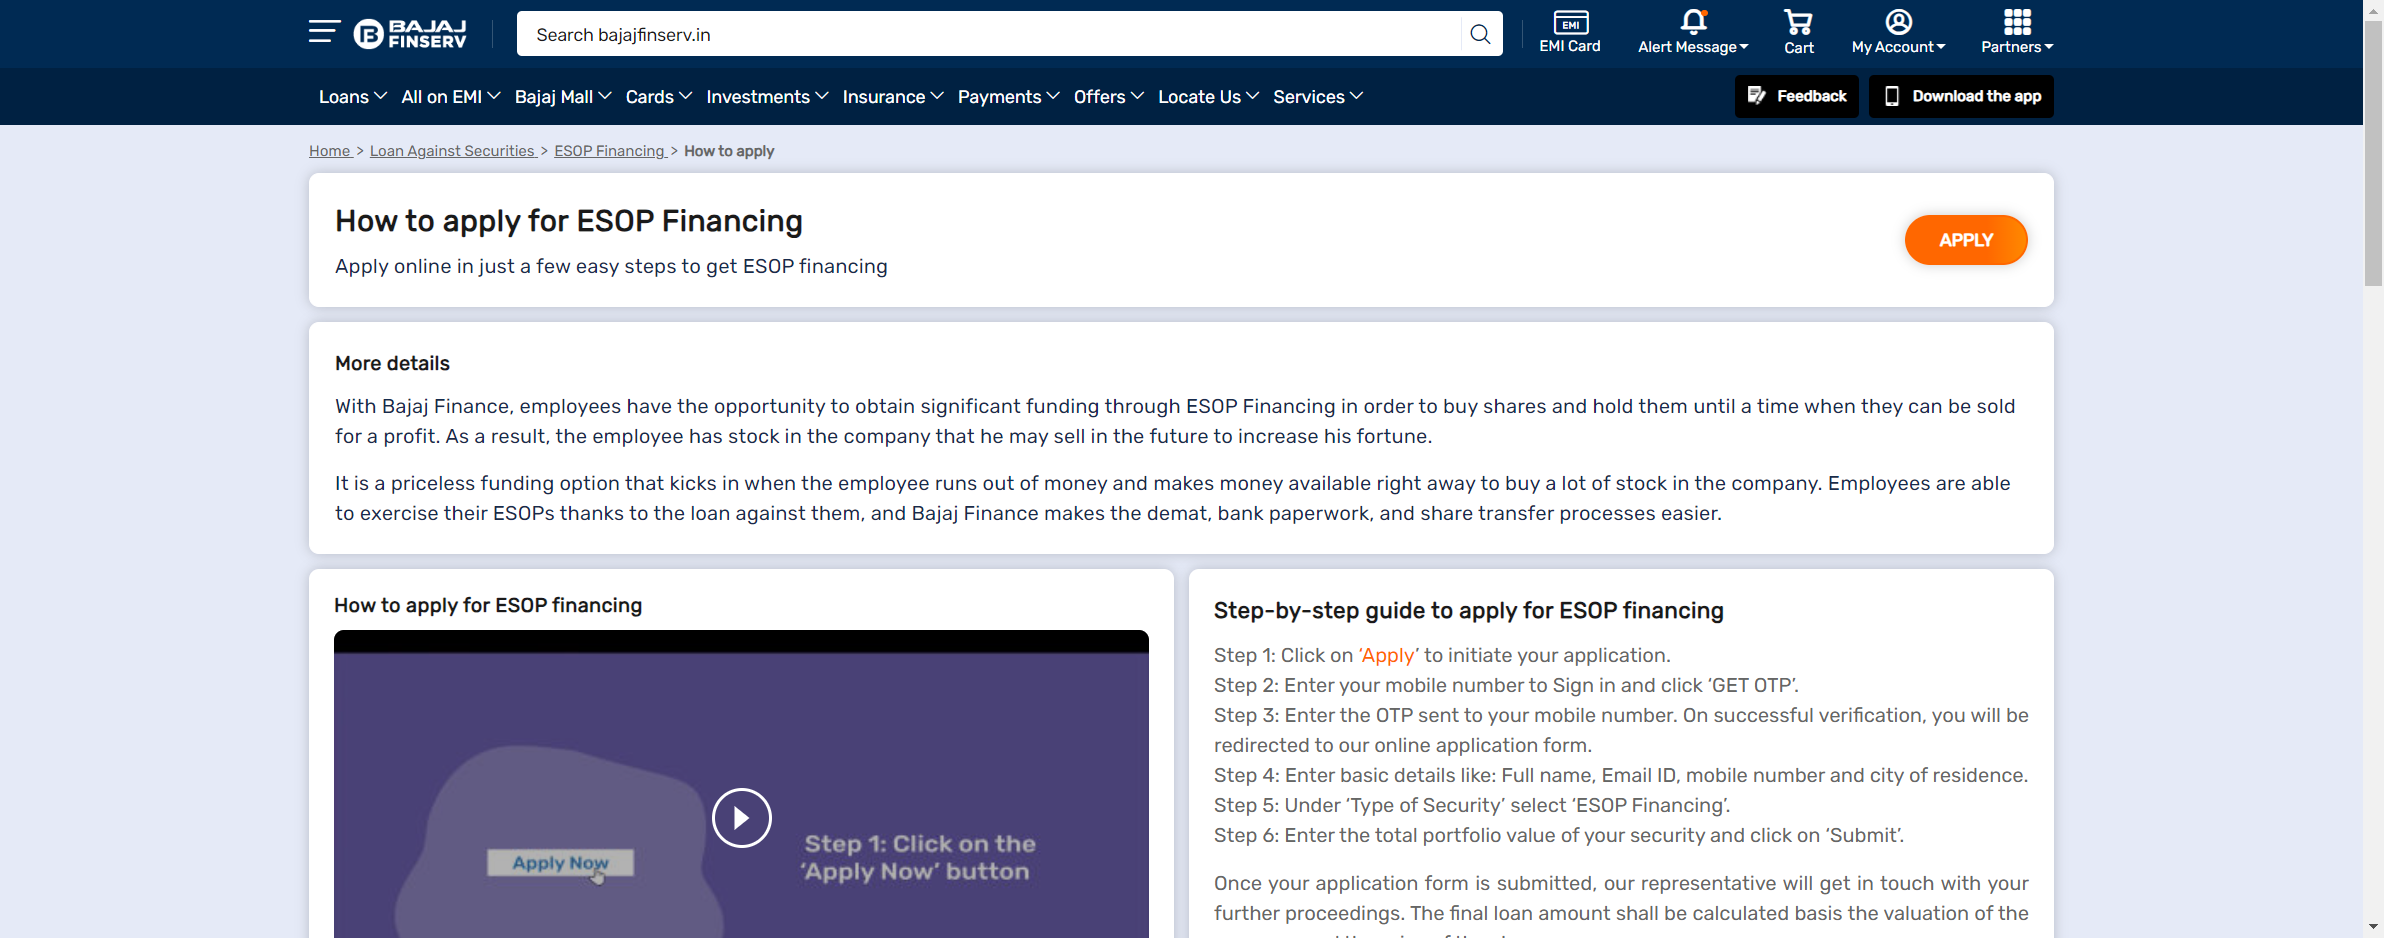 BAJAJ
FINSERV
Search bajajfinserv.in
EMI
EMI Card
Alert Message
Cart
My Account
Partners
Loans All on EMI Bajaj Mall Cards Investments Insurance Payments Offers Locate Us Services
Feedback
Download the app
Home > Loan Against Securities > ESOP Financing > How to apply
How to apply for ESOP Financing
Apply online in just a few easy steps to get ESOP financing
APPLY
More details
With Bajaj Finance, employees have the opportunity to obtain significant funding through ESOP Financing in order to buy shares and hold them until a time when they can be sold
for a profit. As a result, the employee has stock in the company that he may sell in the future to increase his fortune.
It is a priceless funding option that kicks in when the employee runs out of money and makes money available right away to buy a lot of stock in the company. Employees are able
to exercise their ESOPs thanks to the loan against them, and Bajaj Finance makes the demat, bank paperwork, and share transfer processes easier.
How to apply for ESOP financing
Apply Now
Step 1: Click on the
‘Apply Now’ button
Step-by-step guide to apply for ESOP financing
Step 1: Click on ‘Apply’ to initiate your application.
Step 2: Enter your mobile number to Sign in and click ‘GET OTP’.
Step 3: Enter the OTP sent to your mobile number. On successful verification, you will be
redirected to our online application form.
Step 4: Enter basic details like: Full name, Email ID, mobile number and city of residence.
Step 5: Under ‘Type of Security’ select ‘ESOP Financing’.
Step 6: Enter the total portfolio value of your security and click on ‘Submit’.
Once your application form is submitted, our representative will get in touch with your
further proceedings. The final loan amount shall be calculated basis the valuation of the